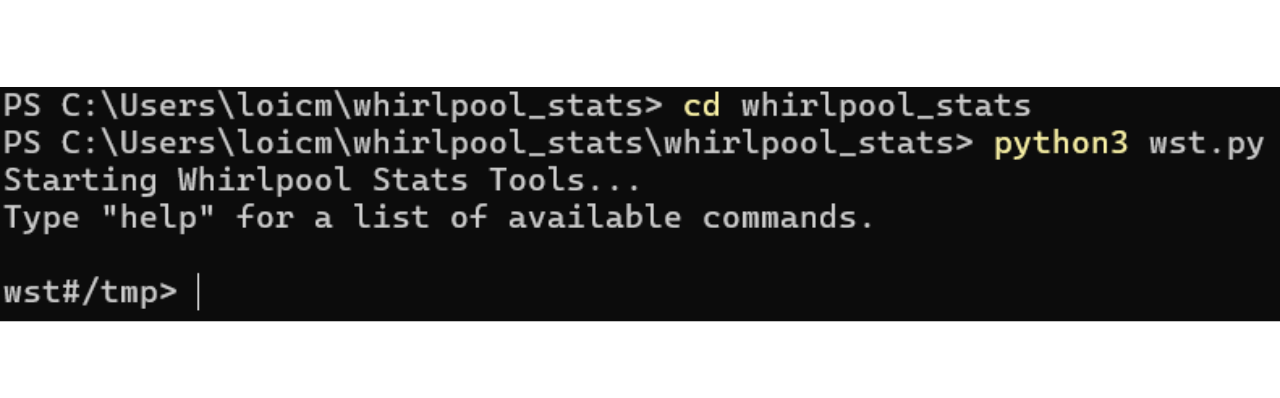 PS C:\Users\loicm\whirlpool_stats> cd whirlpool_stats
PS C:\Users\loicm\whirlpool_stats\whirlpool_stats> python3 wst.py
Starting Whirlpool Stats Tools...
Type "help" for a list of available commands.
wst#/tmp>